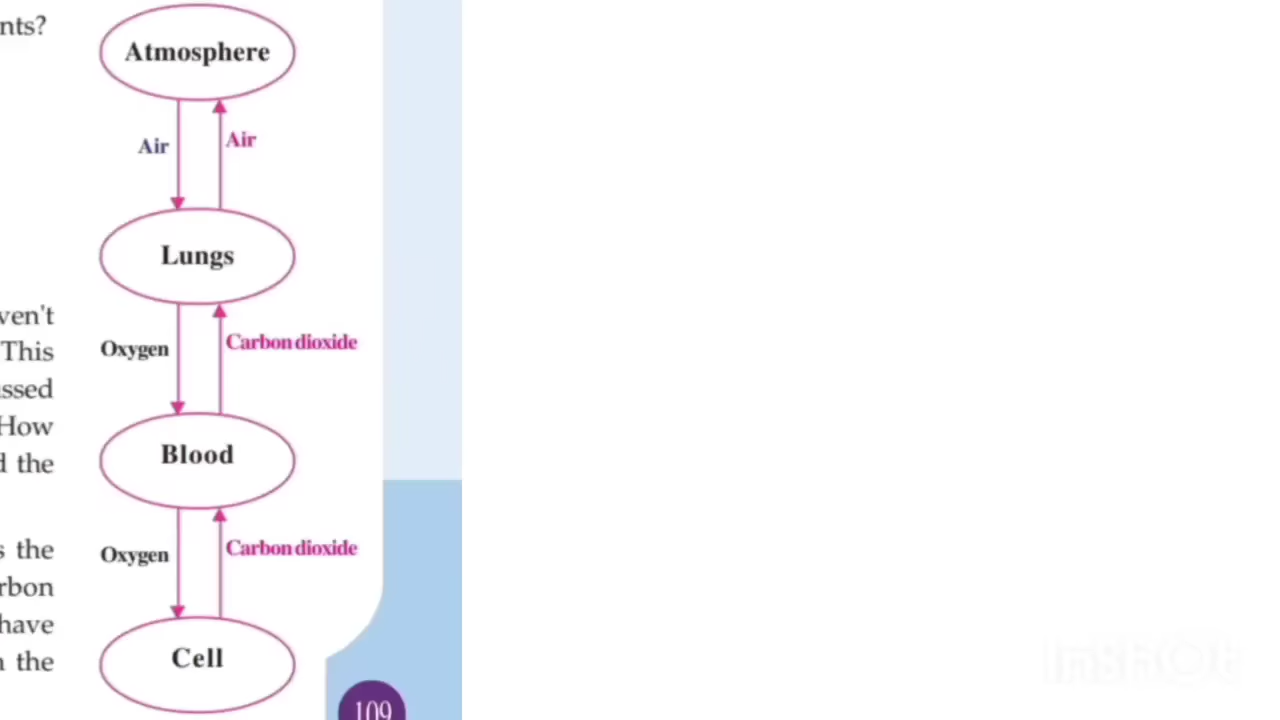 nts?
Atmosphere
Air
Air
Lungs
ven't
This
Oxygen
Carbon dioxide
ssed
How
d the
Blood
s the
Oxygen
Carbon dioxide
rbon
have
n the
Cell
109
InShOt